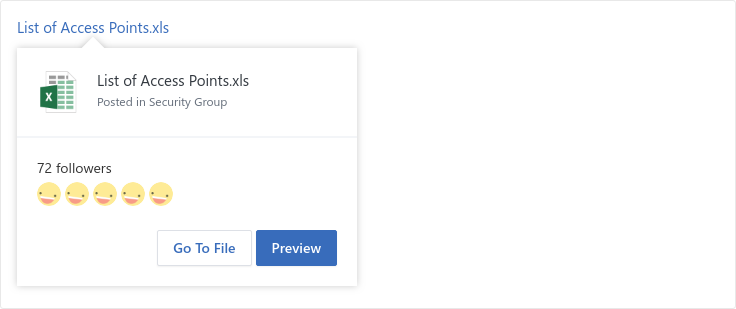 List of Access Points.xls
X
List of Access Points.xls
Posted in Security Group
72 followers
Go To File
Preview